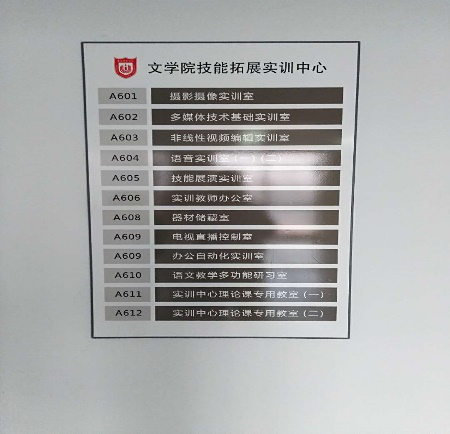 文学院技能拓展实训中心
A601 摄影摄像实训室
A602 多媒体技术基础实训室
A603 非线性视频编辑实训室
A604 语音实训室(一)(二)
A605 技能展演实训室
A606 实训教师办公室
A608 器材储藏室
A609 电视直播控制室
A609 办公自动化实训室
A610 语文教学多功能研习室
A611 实训中心理论课专用教室(一)
A612 实训中心理论课专用教室(二)